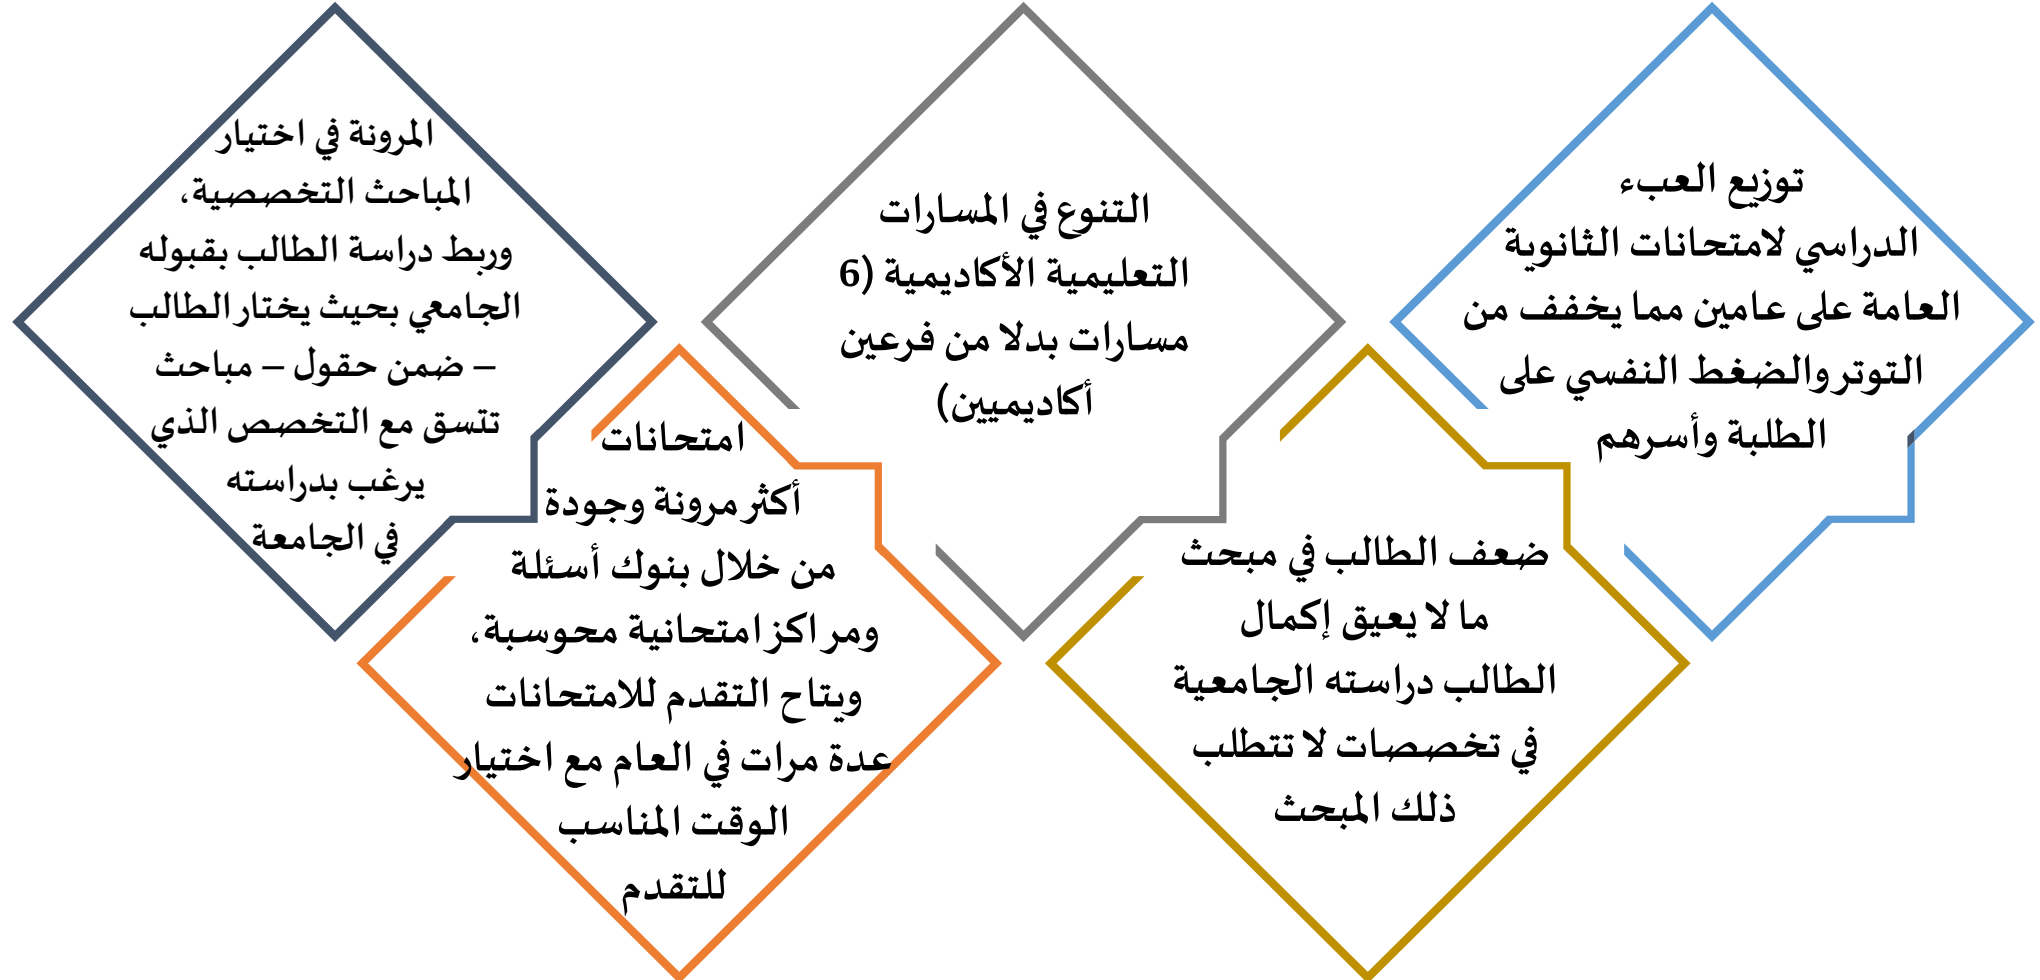 توزيع العبء
الدراسي لامتحانات الثانوية
العامة على عامين مما يخفف من
التوتر والضغط النفسي على
الطلبة وأسرهم
ضعف الطالب في مبحث
ما لا يعيق إكمال
الطالب دراسته الجامعية
في تخصصات لا تتطلب
ذلك المبحث
التنوع في المسارات
التعليمية الأكاديمية (6
مسارات بدلا من فرعين
أكاديميين)
امتحانات
أكثر مرونة وجودة
من خلال بنوك أسئلة
ومراكز امتحانية محوسبة،
ويتاح التقدم للامتحانات
عدة مرات في العام مع اختيار
الوقت المناسب
للتقدم
المرونة في اختيار
المباحث التخصصية،
وربط دراسة الطالب بقبوله
الجامعي بحيث يختار الطالب
– ضمن حقول – مباحث
تتسق مع التخصص الذي
يرغب بدراسته
في الجامعة